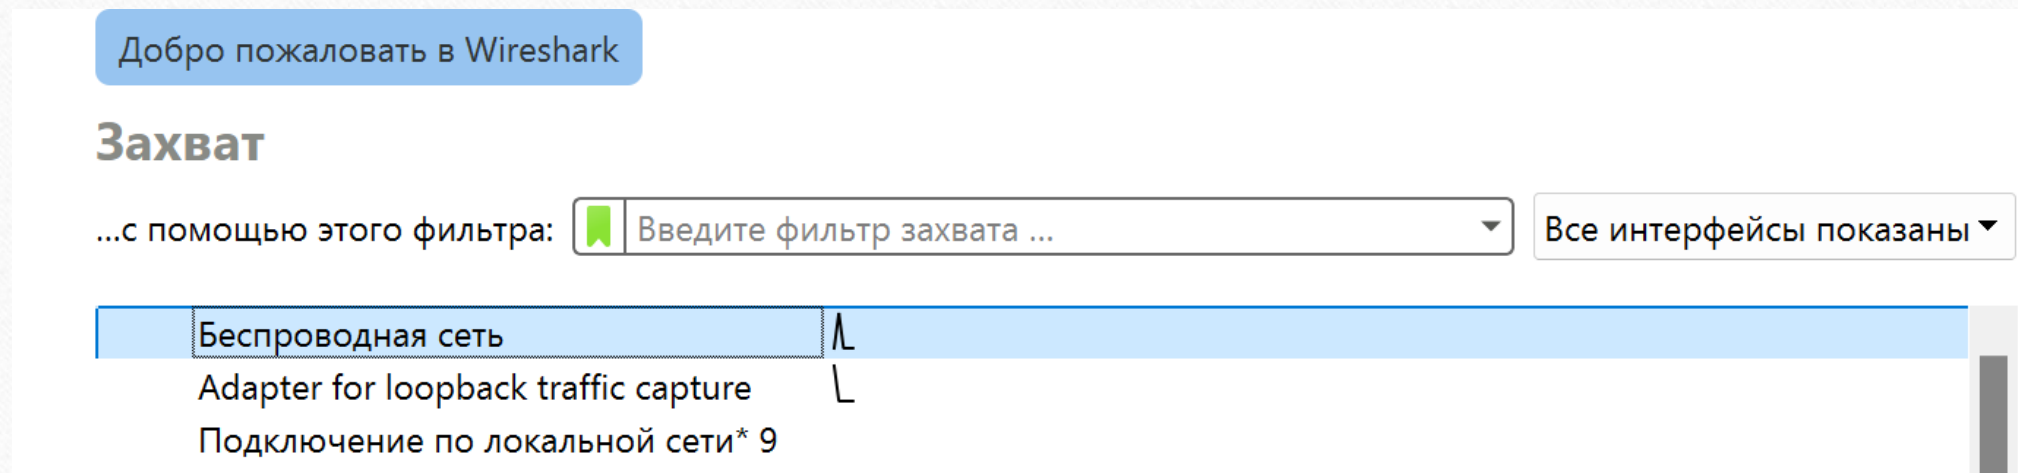 Добро пожаловать в Wireshark
Захват
...с помощью этого фильтра: Введите фильтр захвата ... Все интерфейсы показаны
Беспроводная сеть
Adapter for loopback traffic capture
Подключение по локальной сети* 9